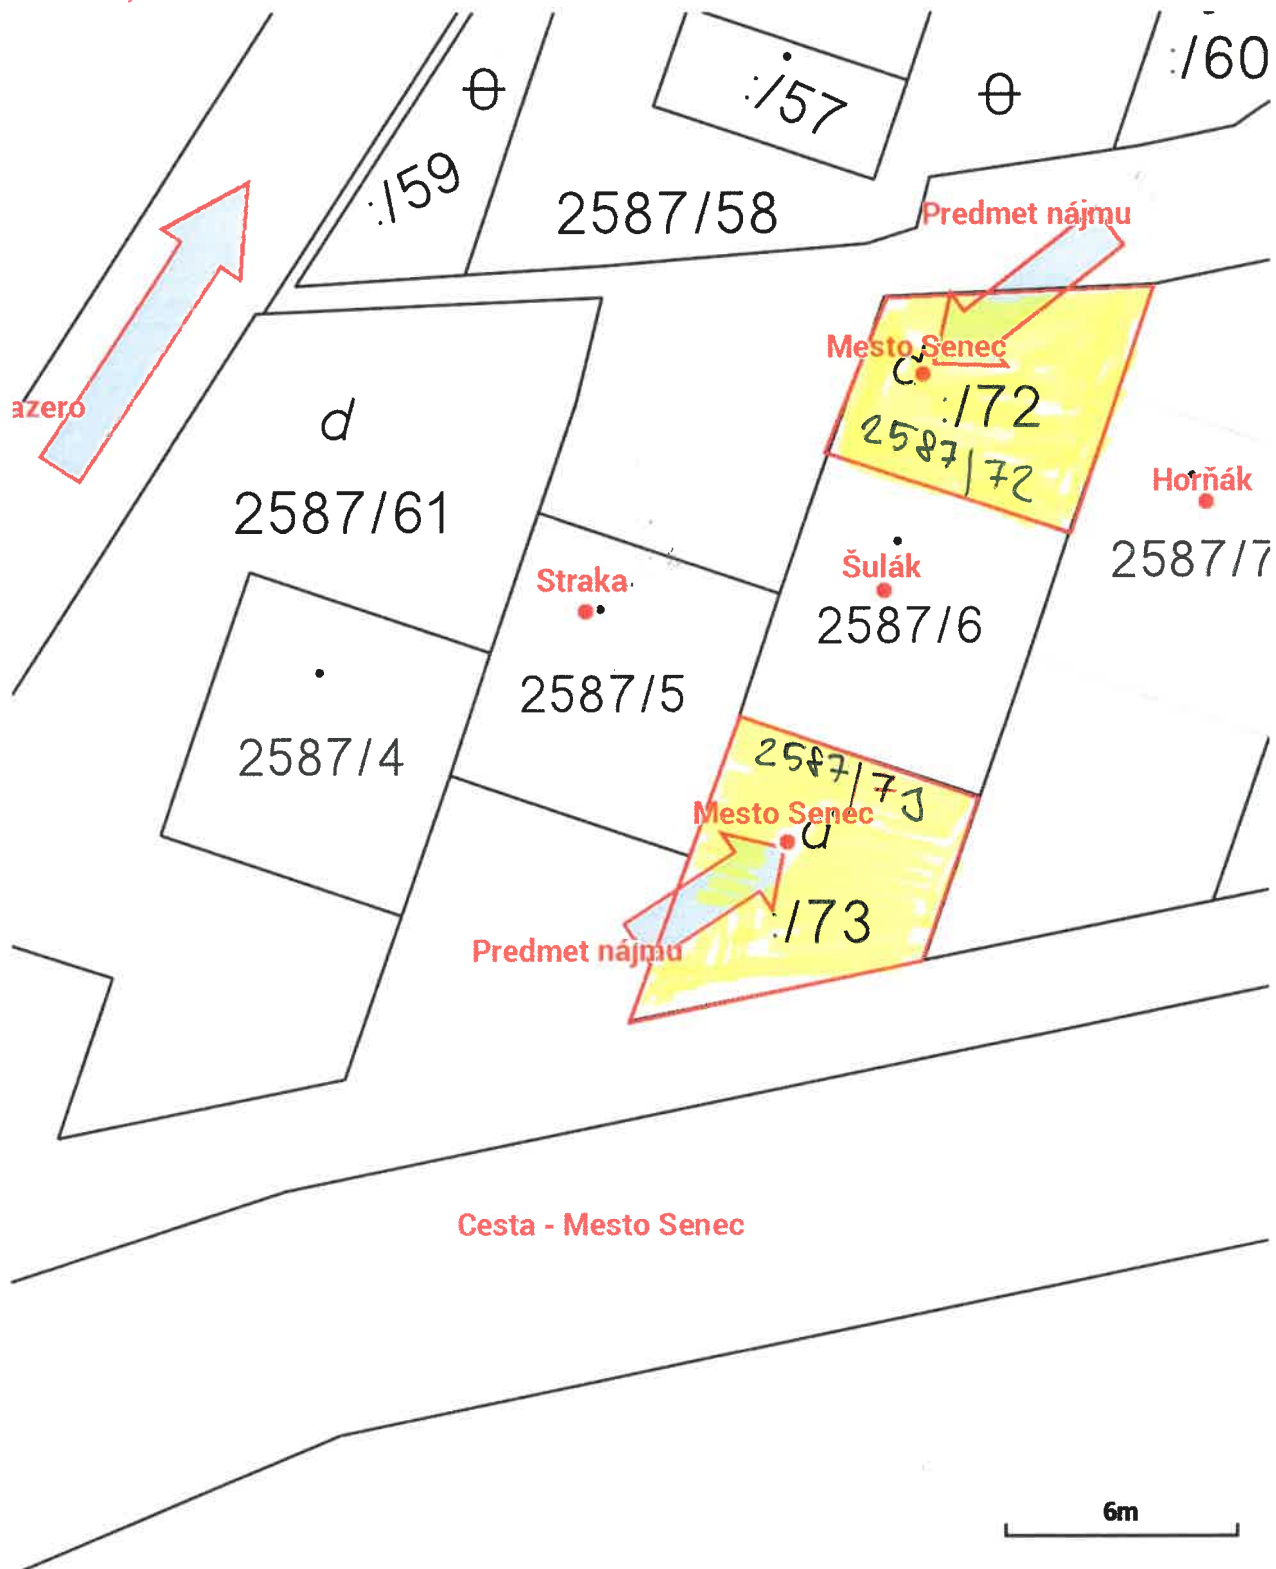 :/60
:/57
:/59
2587/58
Predmet nájmu
Mesto Senec
č
:/72
azero
2587/72
d
2587/61
Horňák
2587/7
Šulák
2587/6
Straka
2587/5
2587/4
2587/73
Mesto Senec
:/73
Predmet nájmu
Cesta - Mesto Senec
6m